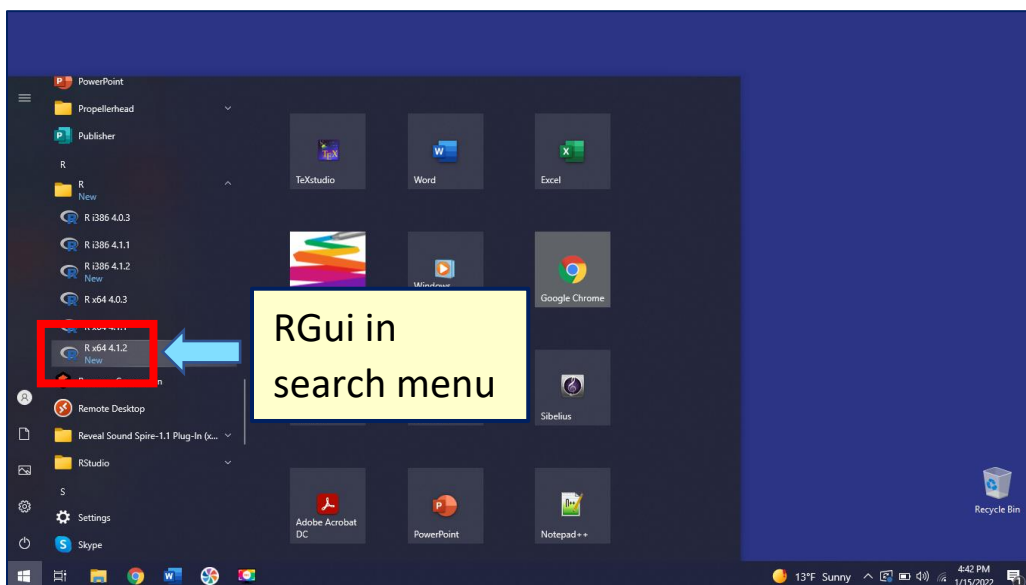 PowerPoint
Propellerhead
Publisher
R
R
New
R i386 4.0.3
R i386 4.1.1
R i386 4.1.2
New
R x64 4.0.3
R x64 4.1.2
New
Remote Desktop
Reveal Sound Spire-1.1 Plug-In (x...
RStudio
S
Settings
Skype
TeXstudio
Word
Excel
Windows
Google Chrome
Sibelius
Adobe Acrobat
DC
PowerPoint
Notepad++
RGui in
search menu
Recycle Bin
13°F Sunny
4:42 PM
1/15/2022